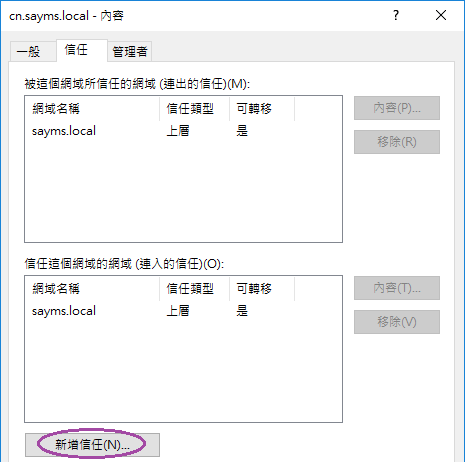 cn.sayms.local - 內容
?
一般 信任 管理者
被這個網域所信任的網域 (連出的信任)(M):
網域名稱 信任類型 可轉移
sayms.local 上層 是
內容(P)...
移除(R)
信任這個網域的網域 (連入的信任)(O):
網域名稱 信任類型 可轉移
sayms.local 上層 是
內容(T)...
移除(V)
新增信任(N)...